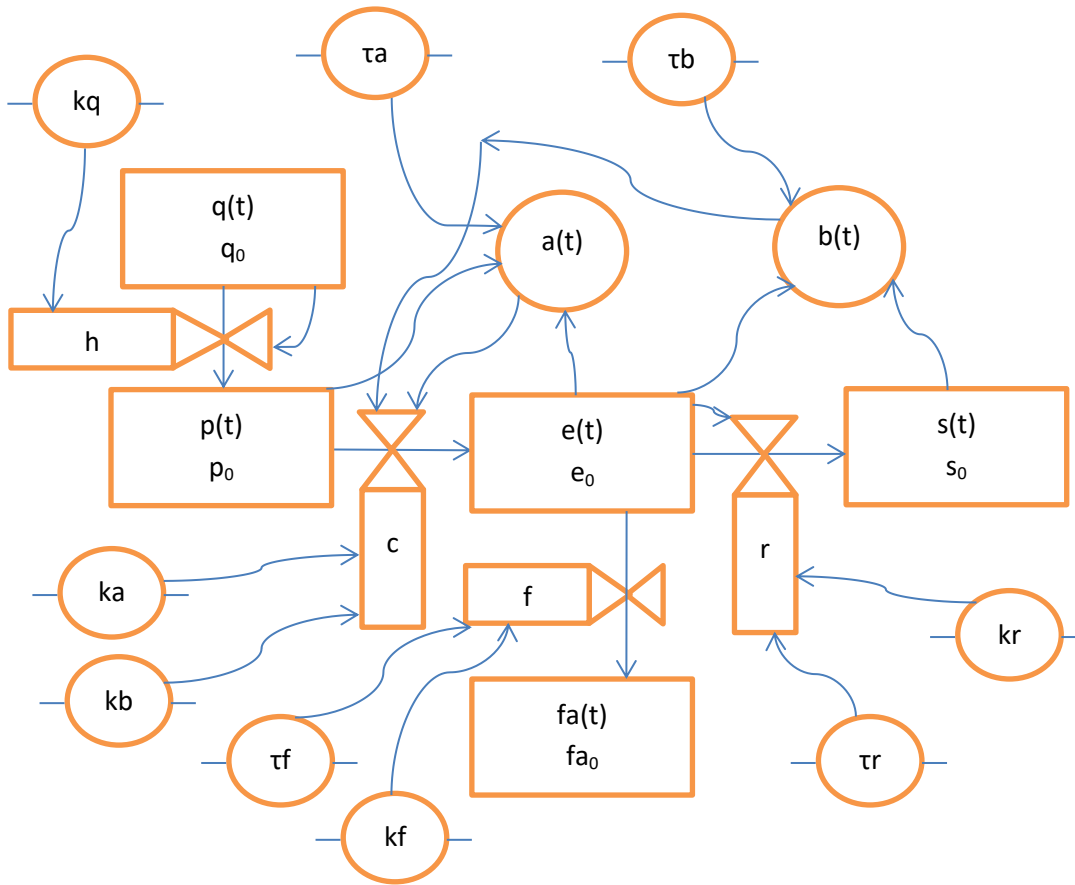 τa
τb
kq
q(t)
q₀
a(t)
b(t)
h
p(t)
p₀
e(t)
e₀
s(t)
s₀
c
r
f
ka
kr
kb
fa(t)
fa₀
τf
τr
kf